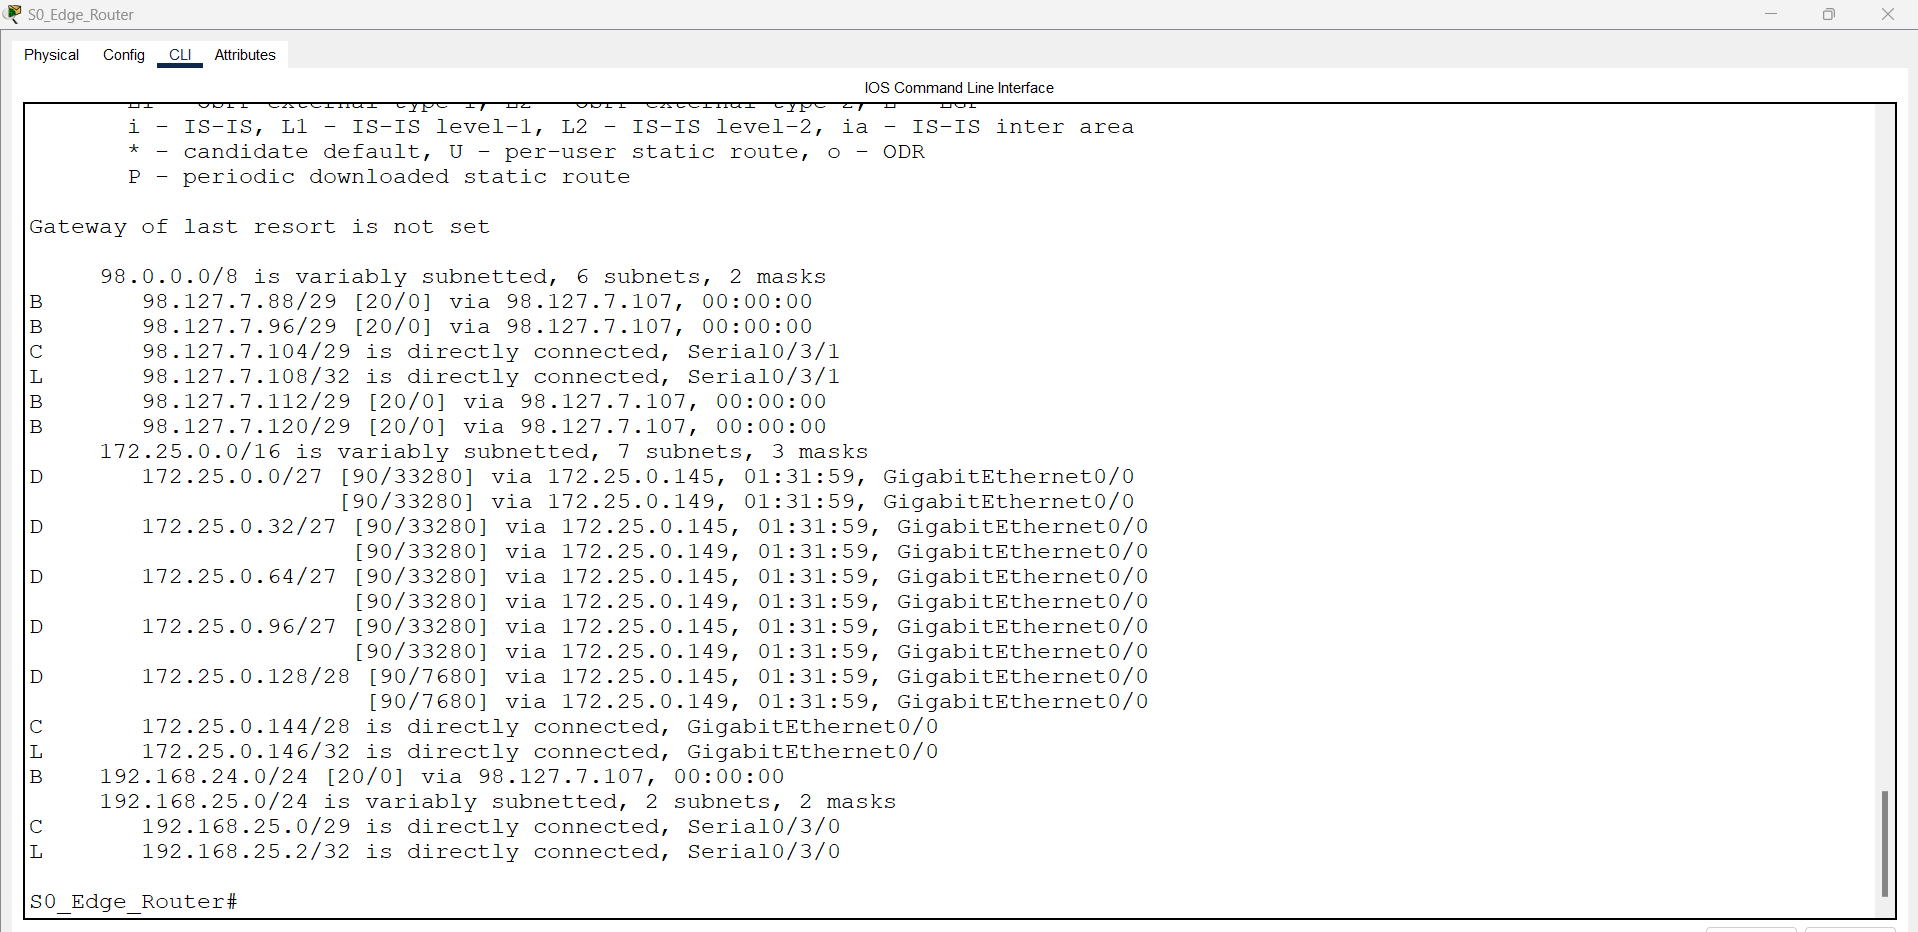 S0_Edge_Router
Physical Config CLI Attributes
IOS Command Line Interface
i - IS-IS, L1 - IS-IS level-1, L2 - IS-IS level-2, ia - IS-IS inter area
* - candidate default, U - per-user static route, o - ODR
P - periodic downloaded static route
Gateway of last resort is not set
98.0.0.0/8 is variably subnetted, 6 subnets, 2 masks
B 98.127.7.88/29 [20/0] via 98.127.7.107, 00:00:00
B 98.127.7.96/29 [20/0] via 98.127.7.107, 00:00:00
C 98.127.7.104/29 is directly connected, Serial0/3/1
L 98.127.7.108/32 is directly connected, Serial0/3/1
B 98.127.7.112/29 [20/0] via 98.127.7.107, 00:00:00
B 98.127.7.120/29 [20/0] via 98.127.7.107, 00:00:00
172.25.0.0/16 is variably subnetted, 7 subnets, 3 masks
D 172.25.0.0/27 [90/33280] via 172.25.0.145, 01:31:59, GigabitEthernet0/0
[90/33280] via 172.25.0.149, 01:31:59, GigabitEthernet0/0
D 172.25.0.32/27 [90/33280] via 172.25.0.145, 01:31:59, GigabitEthernet0/0
[90/33280] via 172.25.0.149, 01:31:59, GigabitEthernet0/0
D 172.25.0.64/27 [90/33280] via 172.25.0.145, 01:31:59, GigabitEthernet0/0
[90/33280] via 172.25.0.149, 01:31:59, GigabitEthernet0/0
D 172.25.0.96/27 [90/33280] via 172.25.0.145, 01:31:59, GigabitEthernet0/0
[90/33280] via 172.25.0.149, 01:31:59, GigabitEthernet0/0
D 172.25.0.128/28 [90/7680] via 172.25.0.145, 01:31:59, GigabitEthernet0/0
[90/7680] via 172.25.0.149, 01:31:59, GigabitEthernet0/0
C 172.25.0.144/28 is directly connected, GigabitEthernet0/0
L 172.25.0.146/32 is directly connected, GigabitEthernet0/0
B 192.168.24.0/24 [20/0] via 98.127.7.107, 00:00:00
192.168.25.0/24 is variably subnetted, 2 subnets, 2 masks
C 192.168.25.0/29 is directly connected, Serial0/3/0
L 192.168.25.2/32 is directly connected, Serial0/3/0
S0_Edge_Router#